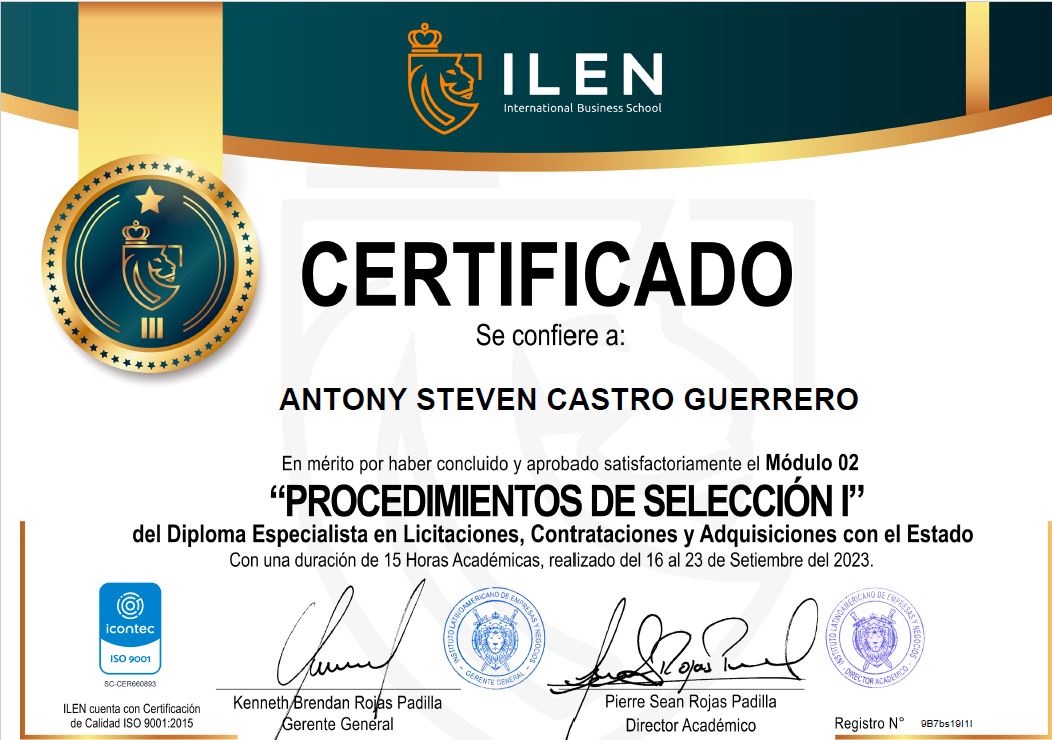 ILEN
International Business School
CERTIFICADO
Se confiere a:
ANTONY STEVEN CASTRO GUERRERO
En mérito por haber concluido y aprobado satisfactoriamente el Módulo 02
“PROCEDIMIENTOS DE SELECCIÓN I”
del Diploma Especialista en Licitaciones, Contrataciones y Adquisiciones con el Estado
Con una duración de 15 Horas Académicas, realizado del 16 al 23 de Setiembre del 2023.
icontec
ISO 9001
SC-CER660893
ILEN cuenta con Certificación
de Calidad ISO 9001:2015
INSTITUTO LATINOAMERICANO DE EMPRESAS Y NEGOCIOS
GERENTE GENERAL
Kenneth Brendan Rojas Padilla
Gerente General
INSTITUTO LATINOAMERICANO DE EMPRESAS Y NEGOCIOS
DIRECTOR ACADEMICO
Pierre Sean Rojas Padilla
Director Académico
Registro N° 9B7bs19I1I